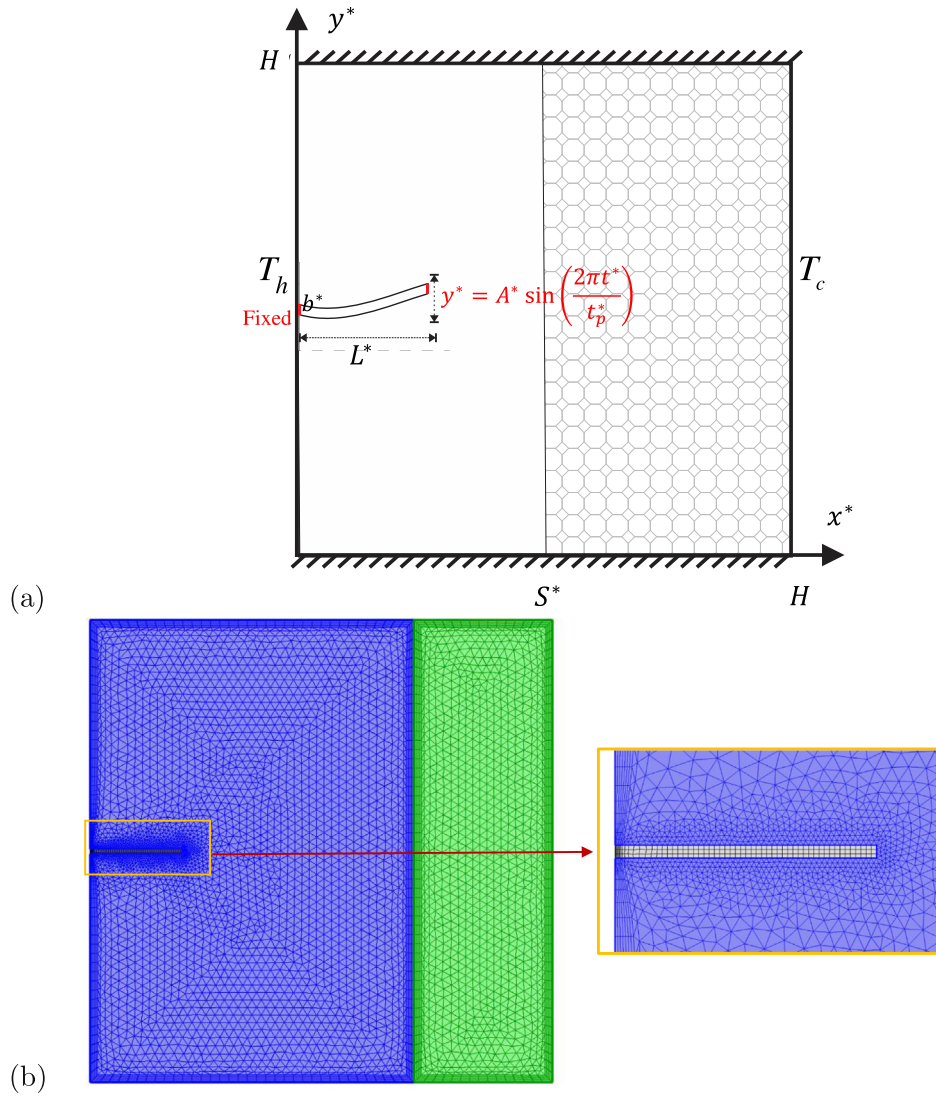 y*
H
T_h
b*
y* = A* sin(2πt*/t_p*)
T_c
Fixed
L*
x*
(a)
S*
H
(b)